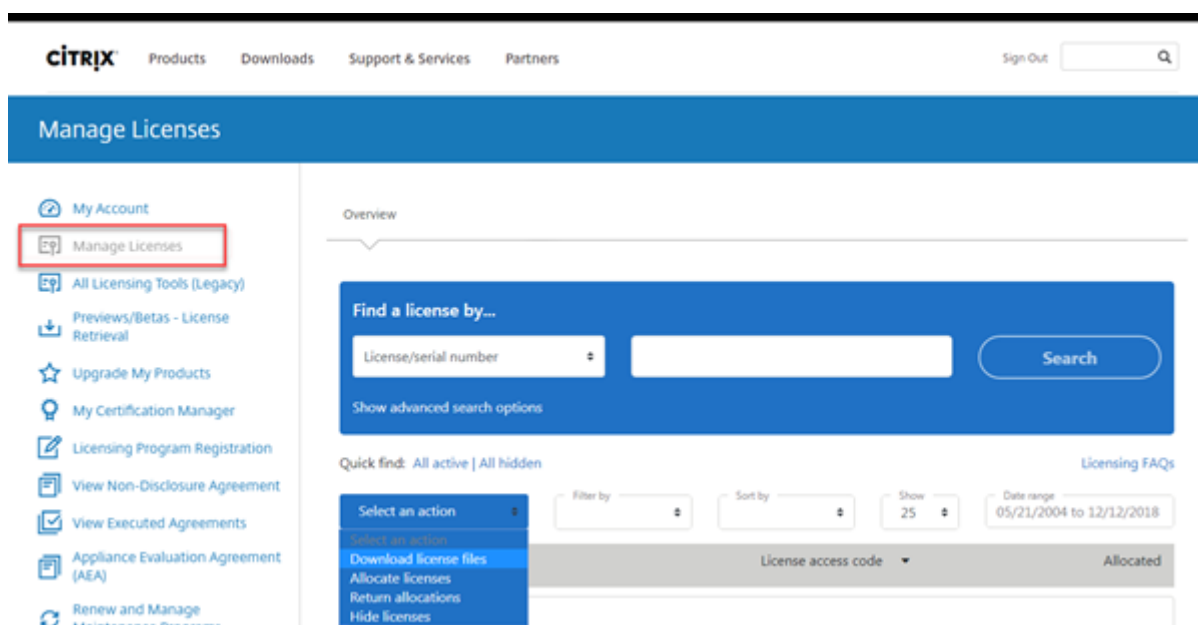 CITRIX Products Downloads Support & Services Partners Sign Out
Manage Licenses
My Account
Manage Licenses
All Licensing Tools (Legacy)
Previews/Betas - License
Retrieval
Upgrade My Products
My Certification Manager
Licensing Program Registration
View Non-Disclosure Agreement
View Executed Agreements
Appliance Evaluation Agreement
(AEA)
Renew and Manage
Maintenance Programs
Overview
Find a license by...
License/serial number
Search
Show advanced search options
Quick find: All active | All hidden
Licensing FAQs
Select an action
Filter by
Sort by
Show
25
Date range
05/21/2004 to 12/12/2018
Select an action
Download license files
Allocate licenses
Return allocations
Hide licenses
License access code
Allocated